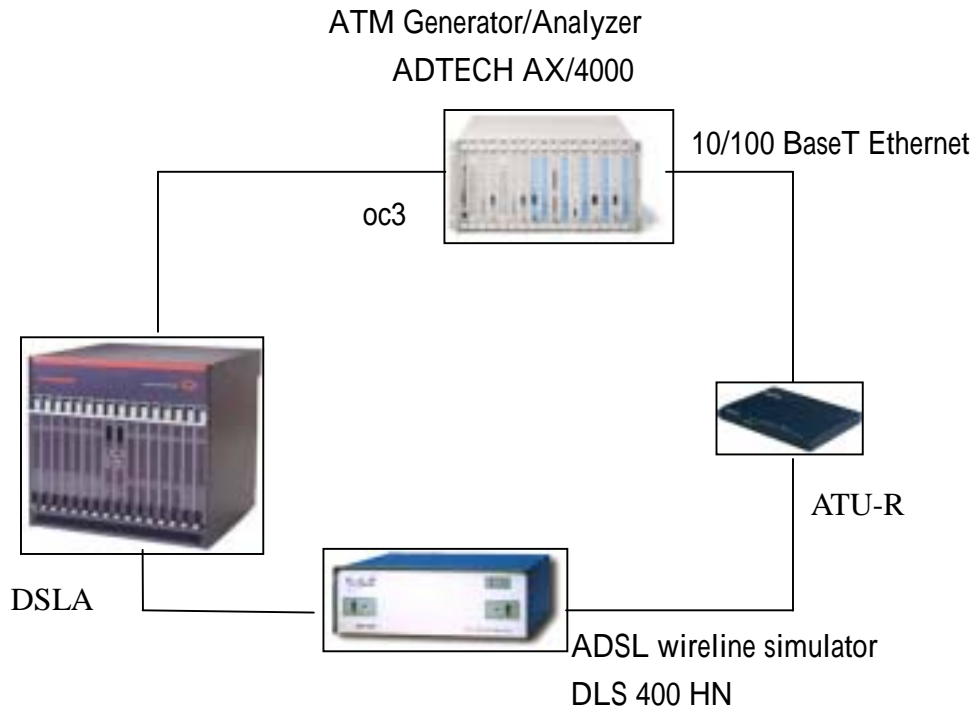 ATM Generator/Analyzer
ADTECH AX/4000
10/100 BaseT Ethernet
oc3
ATU-R
DSLA
ADSL wireline simulator
DLS 400 HN